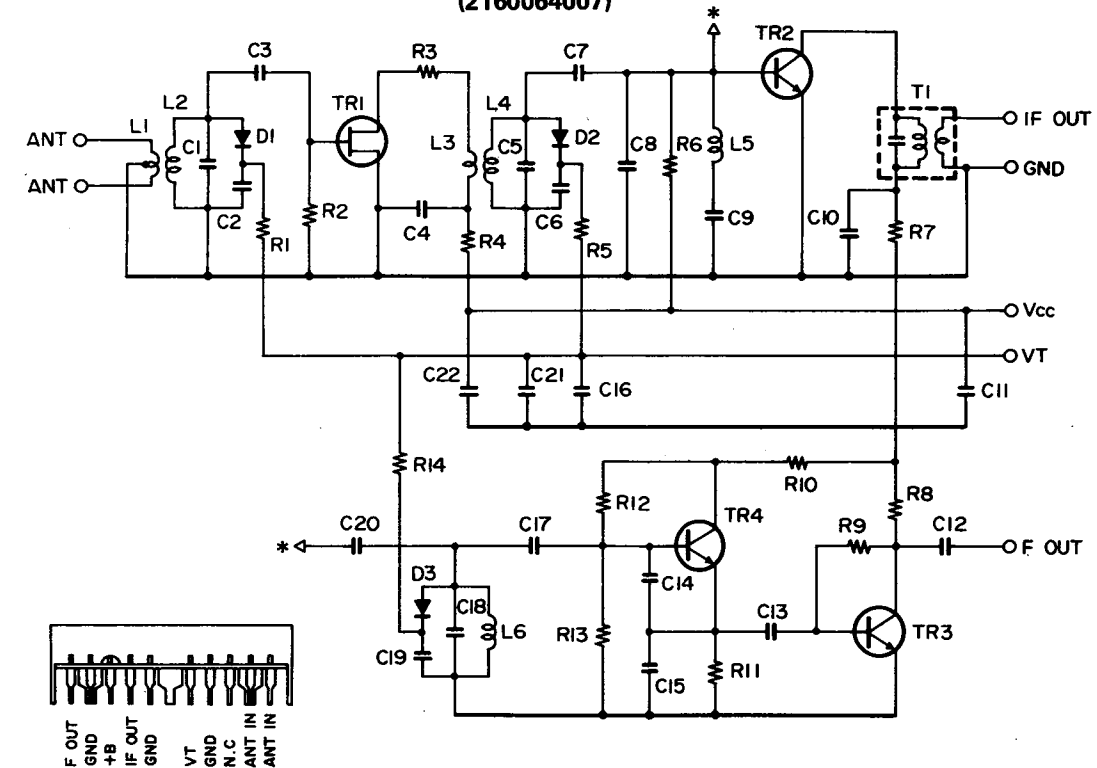 (2160064007)
*
TR2
C3
R3
C7
L2
L4
T1
TR1
ANT
L1
C1
D1
L3
C5
D2
C8
R6
L5
IF OUT
ANT
GND
C2
R2
C4
R4
C6
R5
C9
C10
R7
R1
Vcc
VT
C22
C21
C16
C11
R14
R10
R12
R8
TR4
C20
C17
R9
C12
*
F OUT
D3
C18
C14
C13
L6
R13
TR3
C19
C15
R11
F OUT
GND
+B
IF OUT
GND
VT
GND
N.C
ANT IN
ANT IN